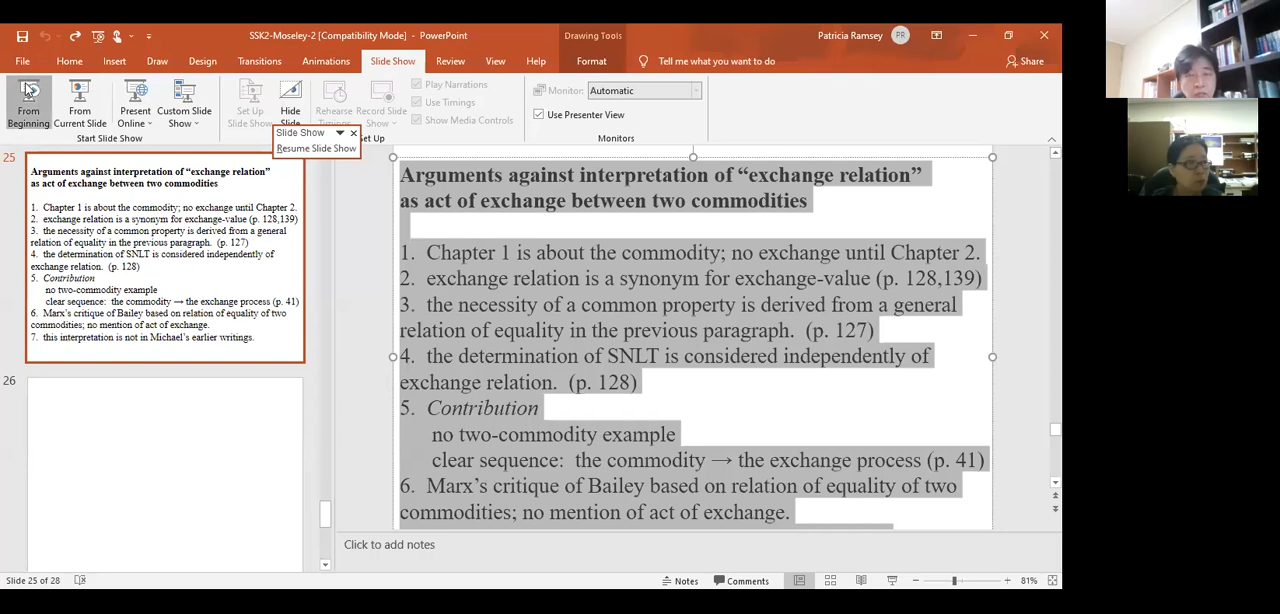 SSK2-Moseley-2 [Compatibility Mode] - PowerPoint
Drawing Tools
Patricia Ramsey
PR
File
Home
Insert
Draw
Design
Transitions
Animations
Slide Show
Review
View
Help
Format
Tell me what you want to do
Share
From Beginning
From Current Slide
Present Online
Custom Slide Show
Set Up Slide Show
Hide Slide
Rehearse
Record Slide Show
Play Narrations
Use Timings
Show Media Controls
Monitor:
Automatic
Use Presenter View
Start Slide Show
Set Up
Monitors
Slide Show
Resume Slide Show
25
Arguments against interpretation of “exchange relation”
as act of exchange between two commodities
1. Chapter 1 is about the commodity; no exchange until Chapter 2.
2. exchange relation is a synonym for exchange-value (p. 128,139)
3. the necessity of a common property is derived from a general
relation of equality in the previous paragraph. (p. 127)
4. the determination of SNLT is considered independently of
exchange relation. (p. 128)
5. Contribution
no two-commodity example
clear sequence: the commodity → the exchange process (p. 41)
6. Marx’s critique of Bailey based on relation of equality of two
commodities; no mention of act of exchange.
7. this interpretation is not in Michael’s earlier writings.
26
Arguments against interpretation of “exchange relation”
as act of exchange between two commodities
1. Chapter 1 is about the commodity; no exchange until Chapter 2.
2. exchange relation is a synonym for exchange-value (p. 128,139)
3. the necessity of a common property is derived from a general
relation of equality in the previous paragraph. (p. 127)
4. the determination of SNLT is considered independently of
exchange relation. (p. 128)
5. Contribution
no two-commodity example
clear sequence: the commodity → the exchange process (p. 41)
6. Marx’s critique of Bailey based on relation of equality of two
commodities; no mention of act of exchange.
Click to add notes
Slide 25 of 28
Notes
Comments
81%